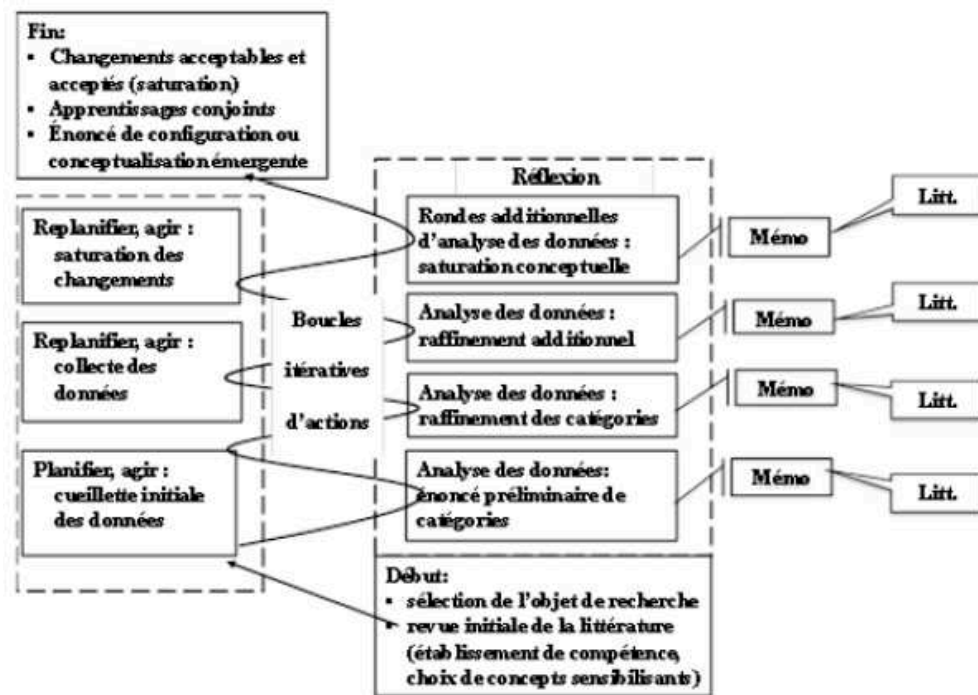 Fin:
▪ Changements acceptables et
acceptés (saturation)
▪ Apprentissages conjoints
▪ Énoncé de configuration ou
conceptualisation émergente
Réflexion
Replanifier, agir :
saturation des
changements
Rondes additionnelles
d'analyse des données :
saturation conceptuelle
Mémo
Litt.
Replanifier, agir :
collecte des
données
Boucles
itératives
d'actions
Analyse des données :
raffinement additionnel
Mémo
Litt.
Analyse des données :
raffinement des catégories
Mémo
Litt.
Planifier, agir :
cueillette initiale
des données
Analyse des données:
énoncé préliminaire de
catégories
Mémo
Litt.
Début:
▪ sélection de l'objet de recherche
▪ revue initiale de la littérature
(établissement de compétence,
choix de concepts sensibilisants)